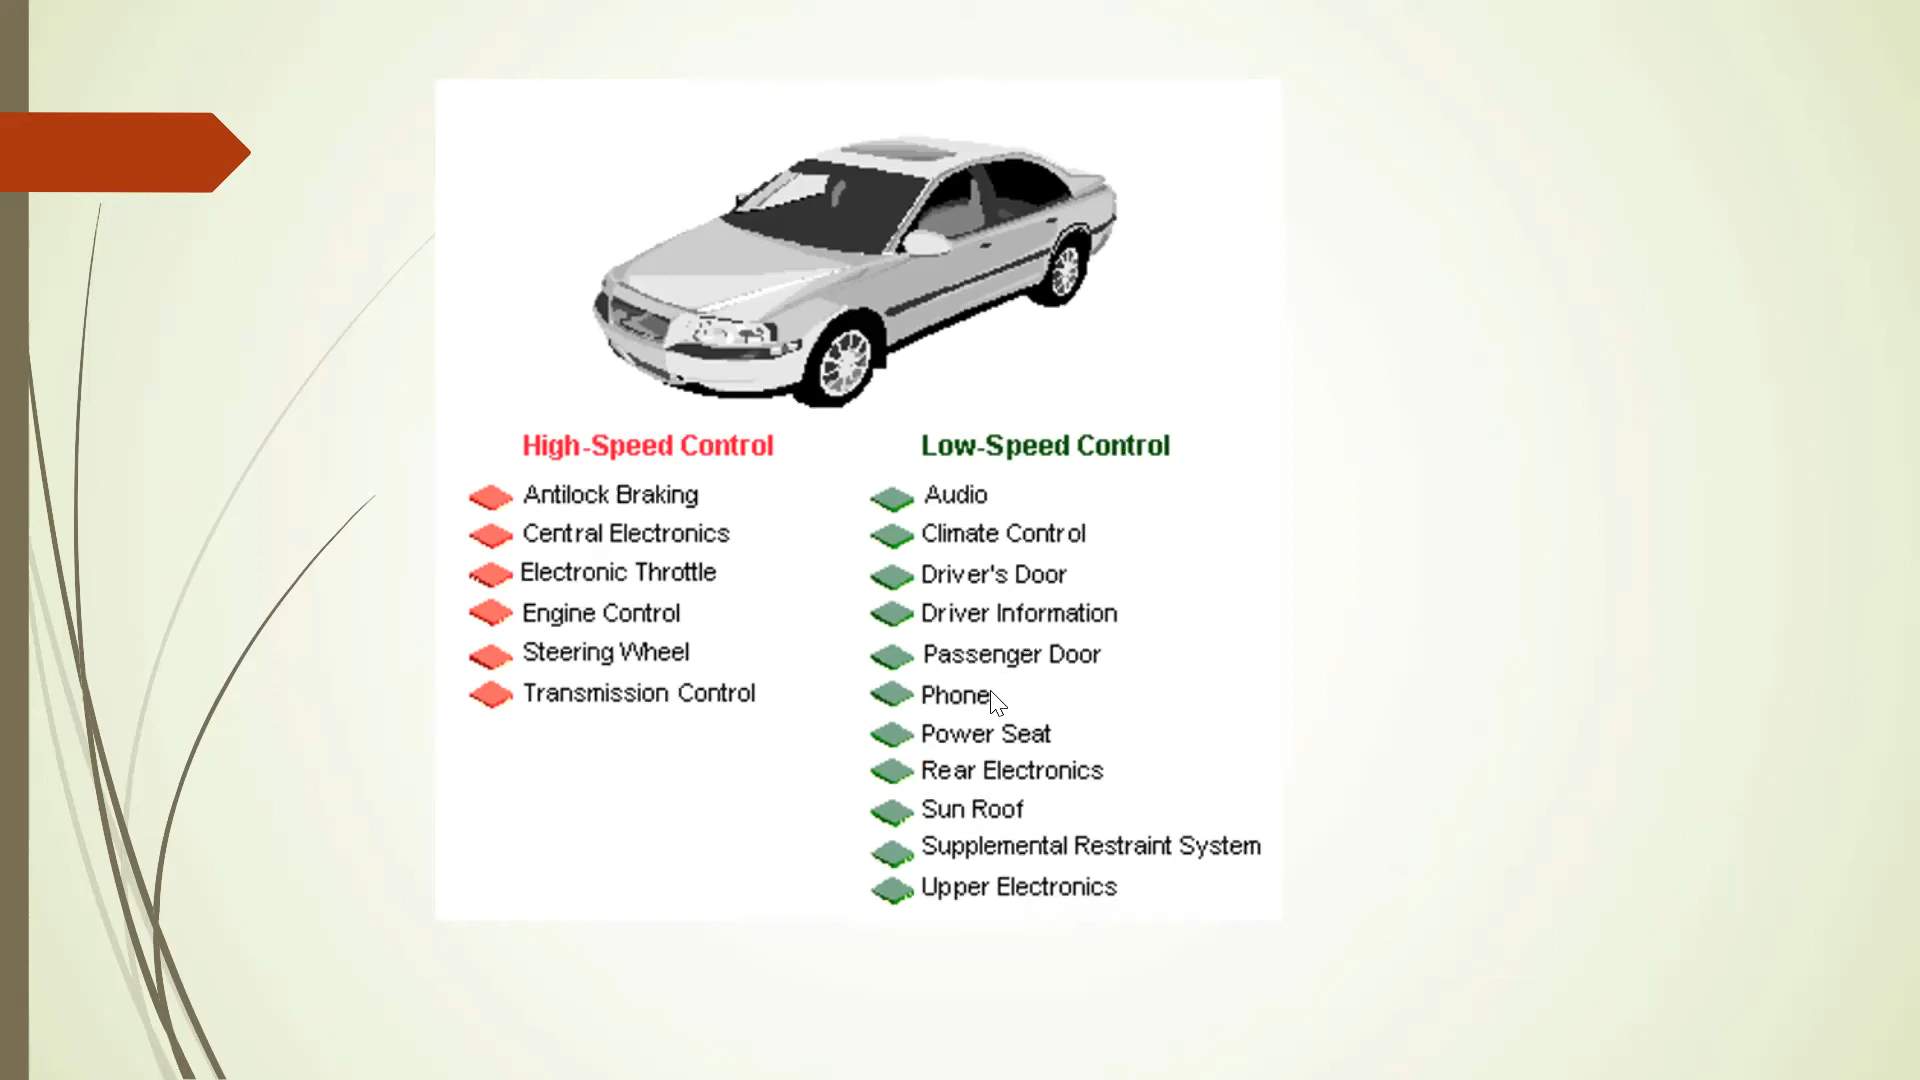 High-Speed Control
Antilock Braking
Central Electronics
Electronic Throttle
Engine Control
Steering Wheel
Transmission Control
Low-Speed Control
Audio
Climate Control
Driver's Door
Driver Information
Passenger Door
Phone
Power Seat
Rear Electronics
Sun Roof
Supplemental Restraint System
Upper Electronics